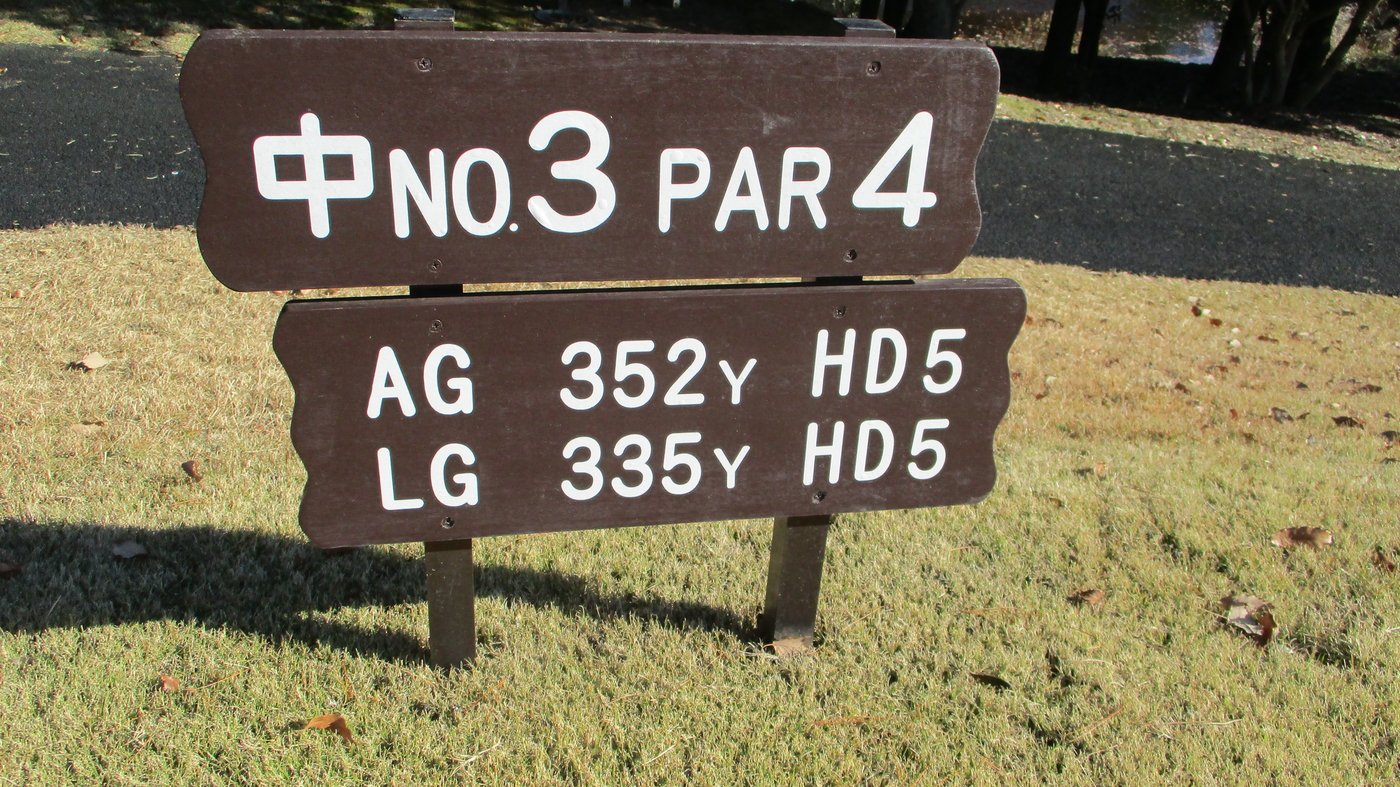 中 NO.3 PAR 4
AG 352Y HD5
LG 335Y HD5